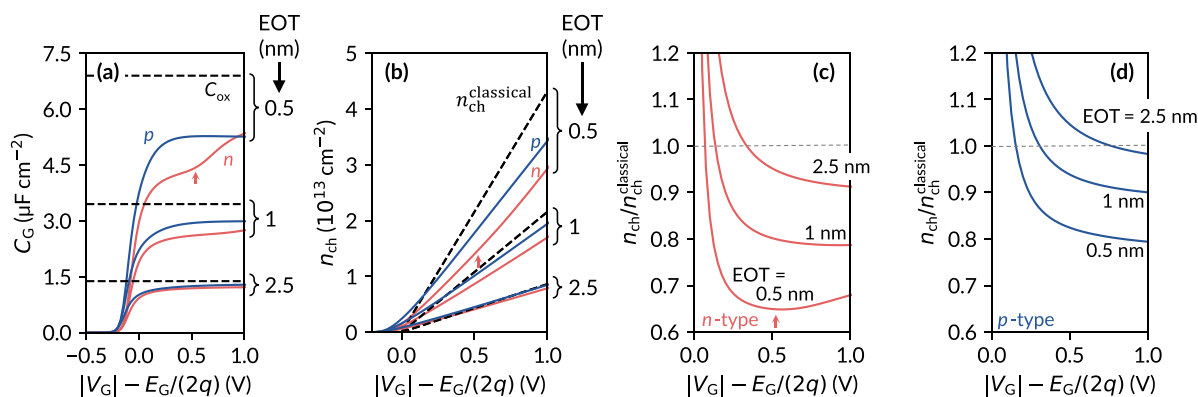 EOT
(nm)
7.5
6.0
4.5
3.0
1.5
0.0
C_G (μF cm⁻²)
(a)
C_ox
p
n
0.5
1
2.5
−0.5
0.0
0.5
1.0
|V_G| − E_G/(2q) (V)
EOT
(nm)
5
4
3
2
1
0
n_ch (10¹³ cm⁻²)
(b)
n_ch^classical
p
n
0.5
1
2.5
0.0
0.5
1.0
|V_G| − E_G/(2q) (V)
1.2
1.1
1.0
0.9
0.8
0.7
0.6
n_ch/n_ch^classical
(c)
2.5 nm
1 nm
EOT =
0.5 nm
n-type
0.0
0.5
1.0
|V_G| − E_G/(2q) (V)
1.2
1.1
1.0
0.9
0.8
0.7
0.6
n_ch/n_ch^classical
(d)
EOT = 2.5 nm
1 nm
0.5 nm
p-type
0.0
0.5
1.0
|V_G| − E_G/(2q) (V)